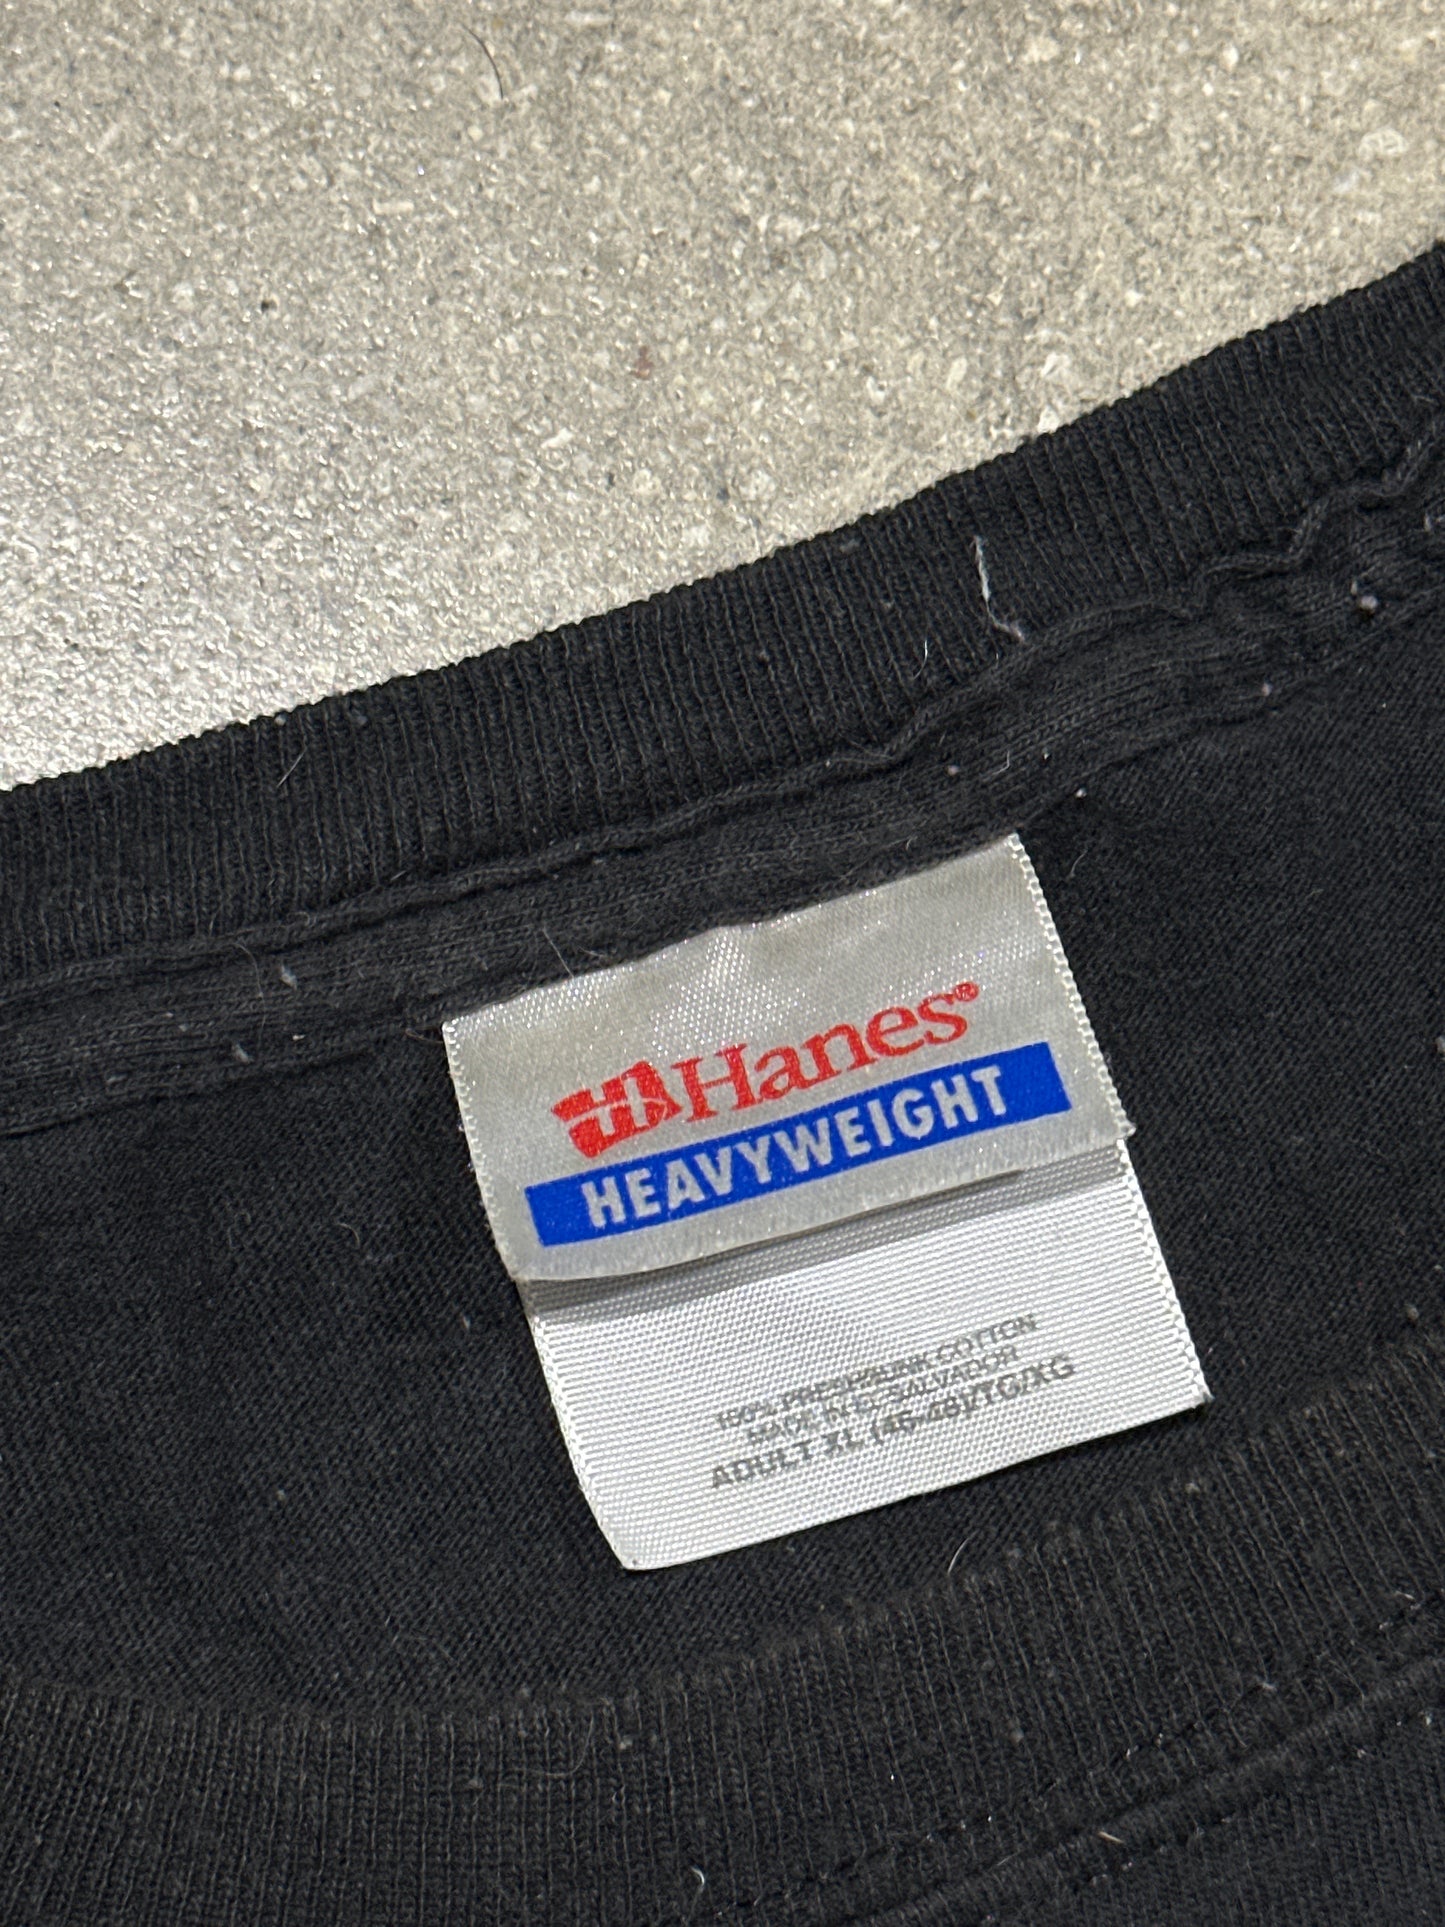 Hanes®
HEAVYWEIGHT
100% PRESHRUNK COTTON
MADE IN EL SALVADOR
ADULT XL (46-48)/TG/XG